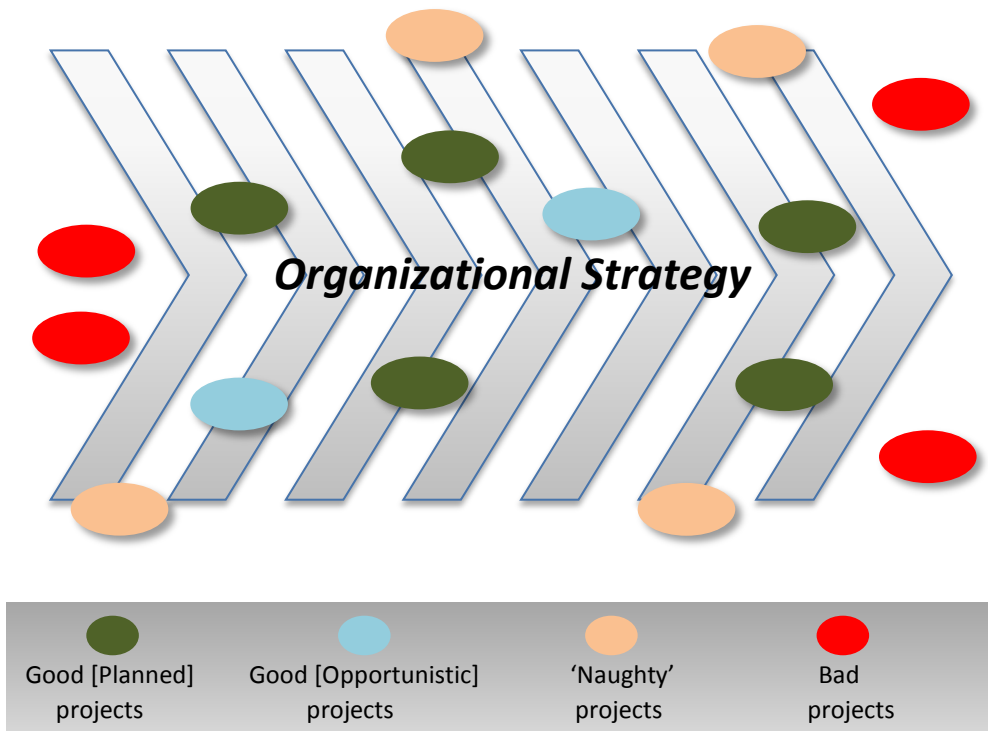 Organizational Strategy
Good [Planned]
projects
Good [Opportunistic]
projects
‘Naughty’
projects
Bad
projects